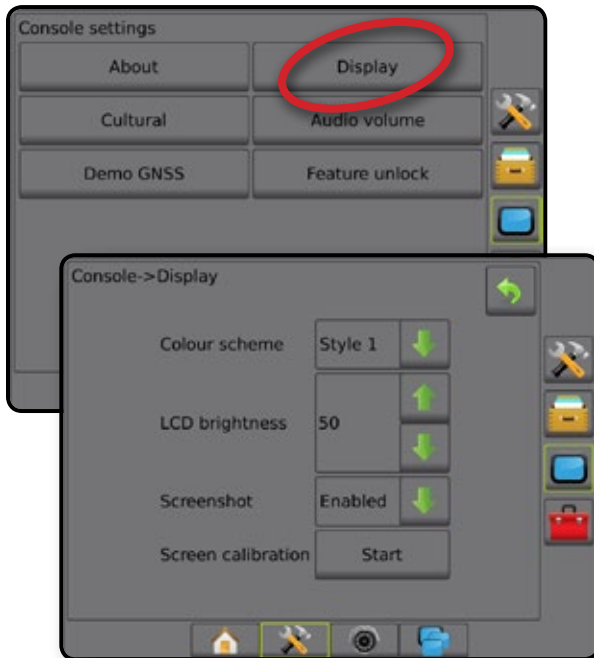 Console settings
About Display
Cultural Audio volume
Demo GNSS Feature unlock
Console->Display
Colour scheme Style 1
LCD brightness 50
Screenshot Enabled
Screen calibration Start